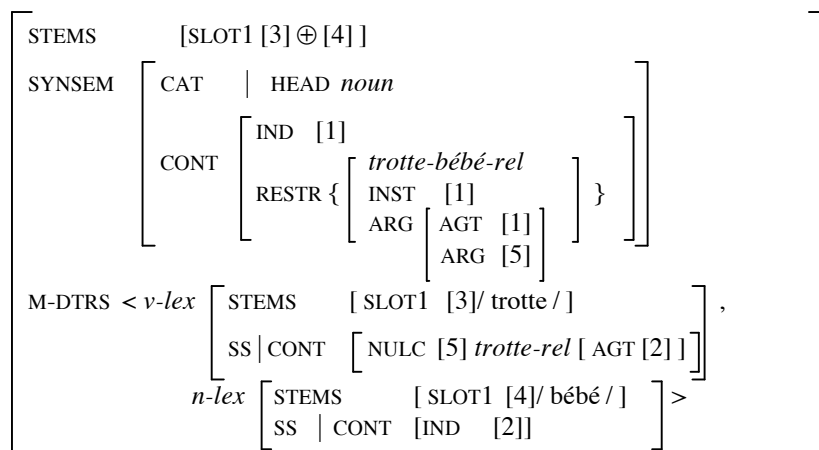 STEMS [SLOT1 [3] ⊕ [4] ]
SYNSEM CAT | HEAD noun
IND [1]
CONT trotte-bébé-rel
RESTR { INST [1] }
ARG AGT [1]
ARG [5]
M-DTRS < v-lex STEMS [ SLOT1 [3]/ trotte / ] ,
SS | CONT [ NULC [5] trotte-rel [ AGT [2] ] ]
n-lex STEMS [ SLOT1 [4]/ bébé / ] >
SS | CONT [IND [2]]